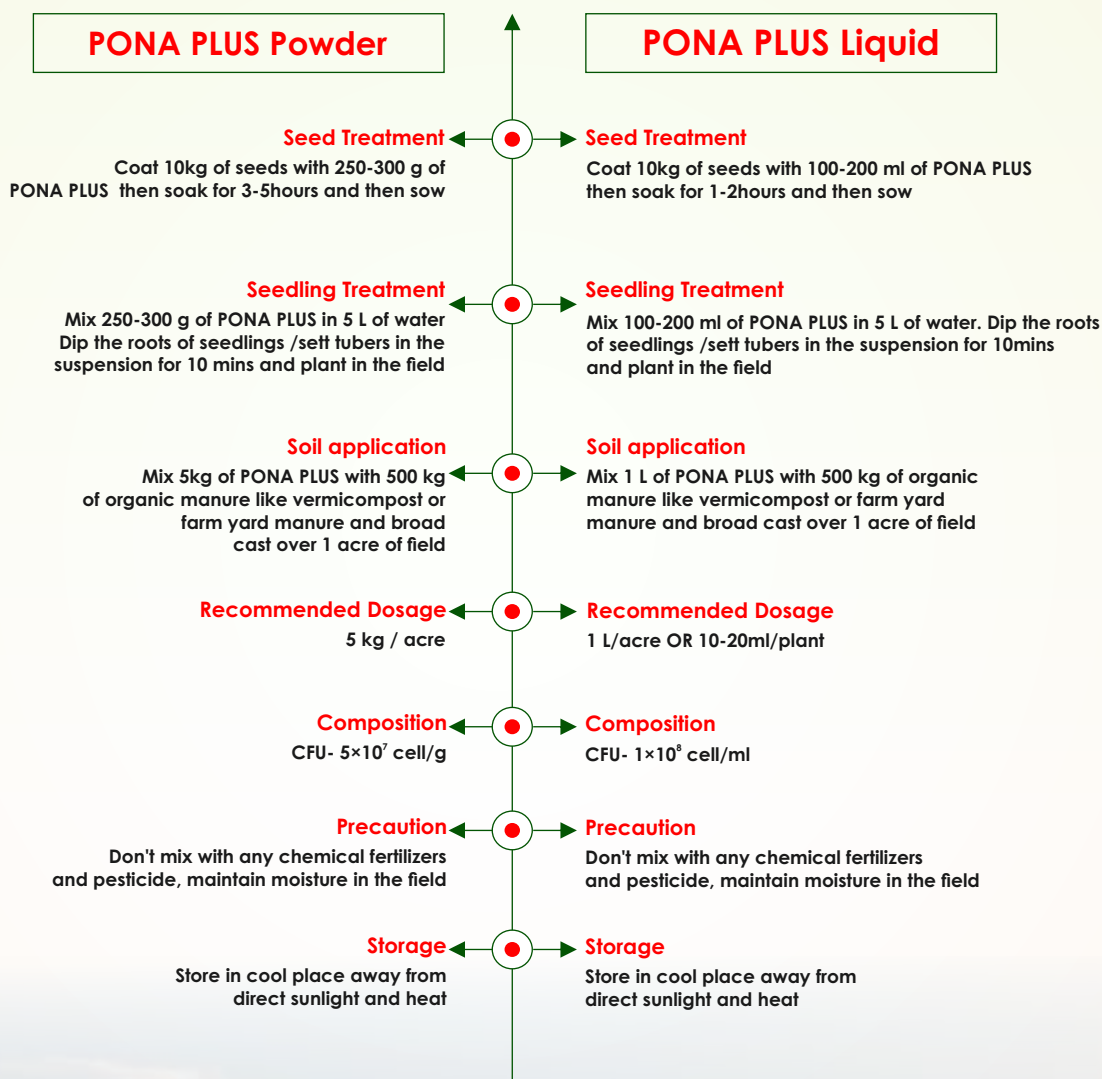 PONA PLUS Powder
Seed Treatment
Coat 10kg of seeds with 250-300 g of
PONA PLUS then soak for 3-5hours and then sow
Seedling Treatment
Mix 250-300 g of PONA PLUS in 5 L of water
Dip the roots of seedlings /sett tubers in the
suspension for 10 mins and plant in the field
Soil application
Mix 5kg of PONA PLUS with 500 kg
of organic manure like vermicompost or
farm yard manure and broad
cast over 1 acre of field
Recommended Dosage
5 kg / acre
Composition
CFU- 5×10⁷ cell/g
Precaution
Don't mix with any chemical fertilizers
and pesticide, maintain moisture in the field
Storage
Store in cool place away from
direct sunlight and heat
PONA PLUS Liquid
Seed Treatment
Coat 10kg of seeds with 100-200 ml of PONA PLUS
then soak for 1-2hours and then sow
Seedling Treatment
Mix 100-200 ml of PONA PLUS in 5 L of water. Dip the roots
of seedlings /sett tubers in the suspension for 10mins
and plant in the field
Soil application
Mix 1 L of PONA PLUS with 500 kg of organic
manure like vermicompost or farm yard
manure and broad cast over 1 acre of field
Recommended Dosage
1 L/acre OR 10-20ml/plant
Composition
CFU- 1×10⁸ cell/ml
Precaution
Don't mix with any chemical fertilizers
and pesticide, maintain moisture in the field
Storage
Store in cool place away from
direct sunlight and heat